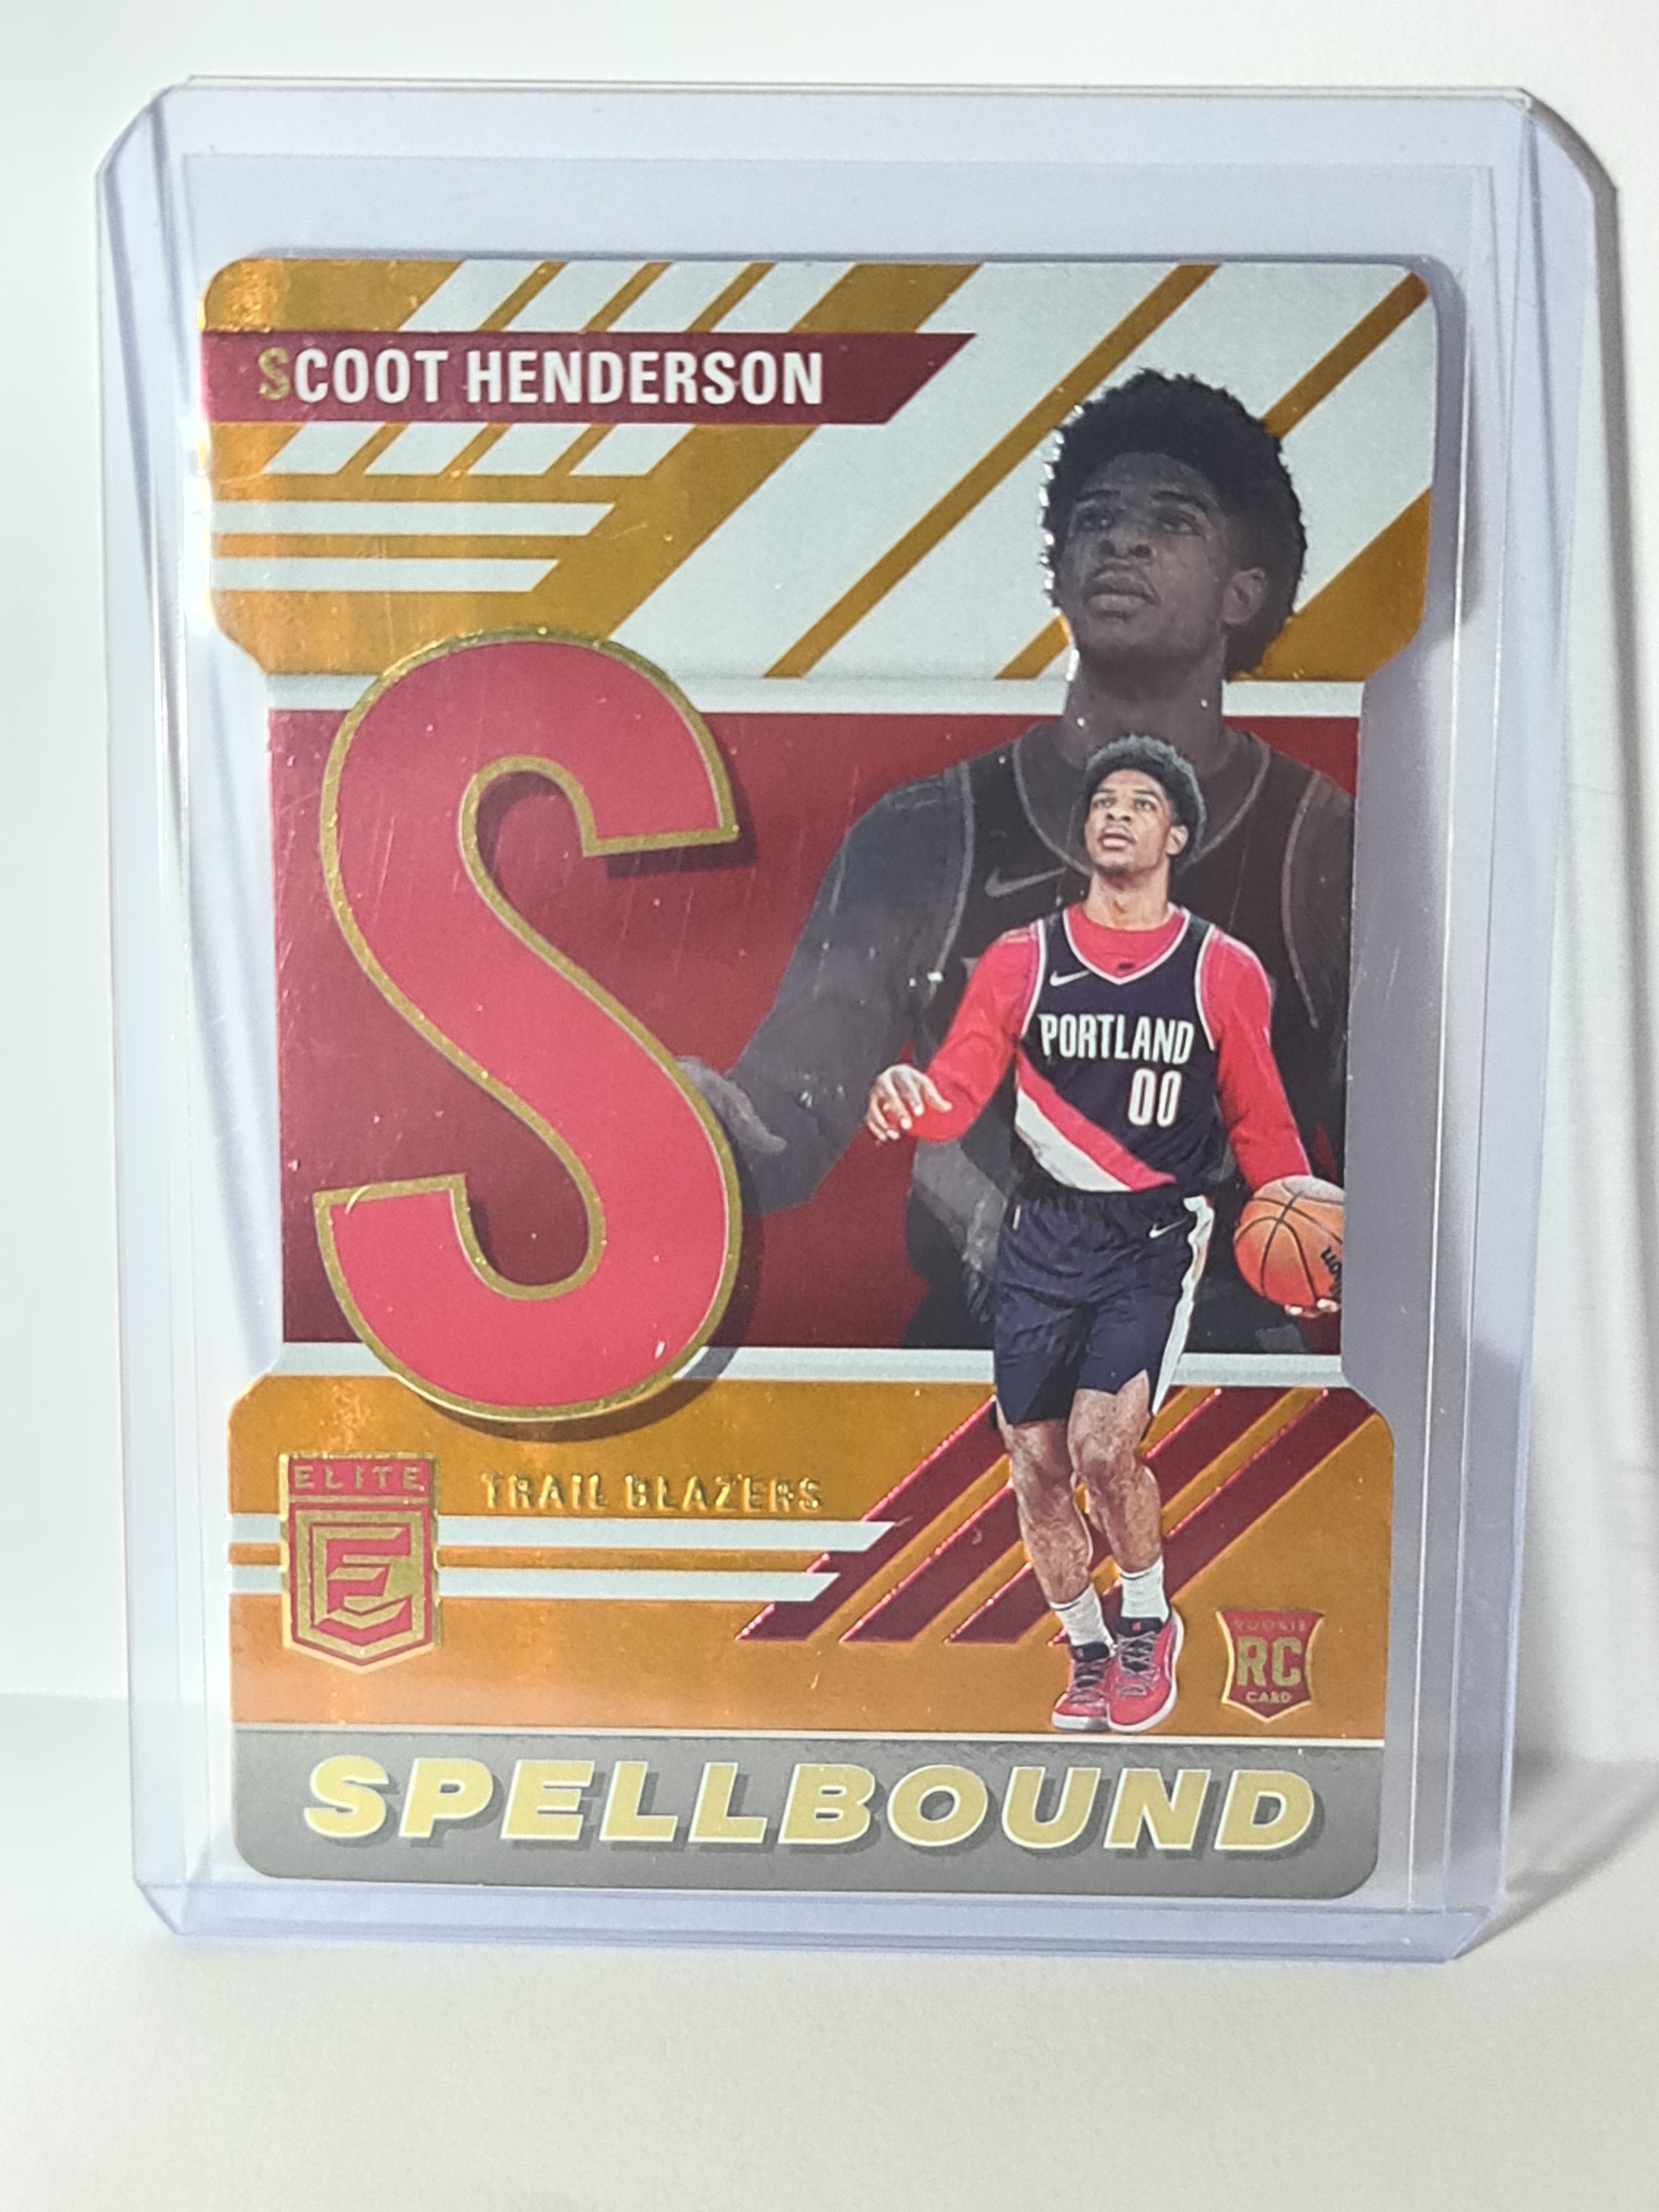 SCOOT HENDERSON
S
PORTLAND
00
ELITE
TRAIL BLAZERS
E
ROOKIE
RC
CARD
SPELLBOUND